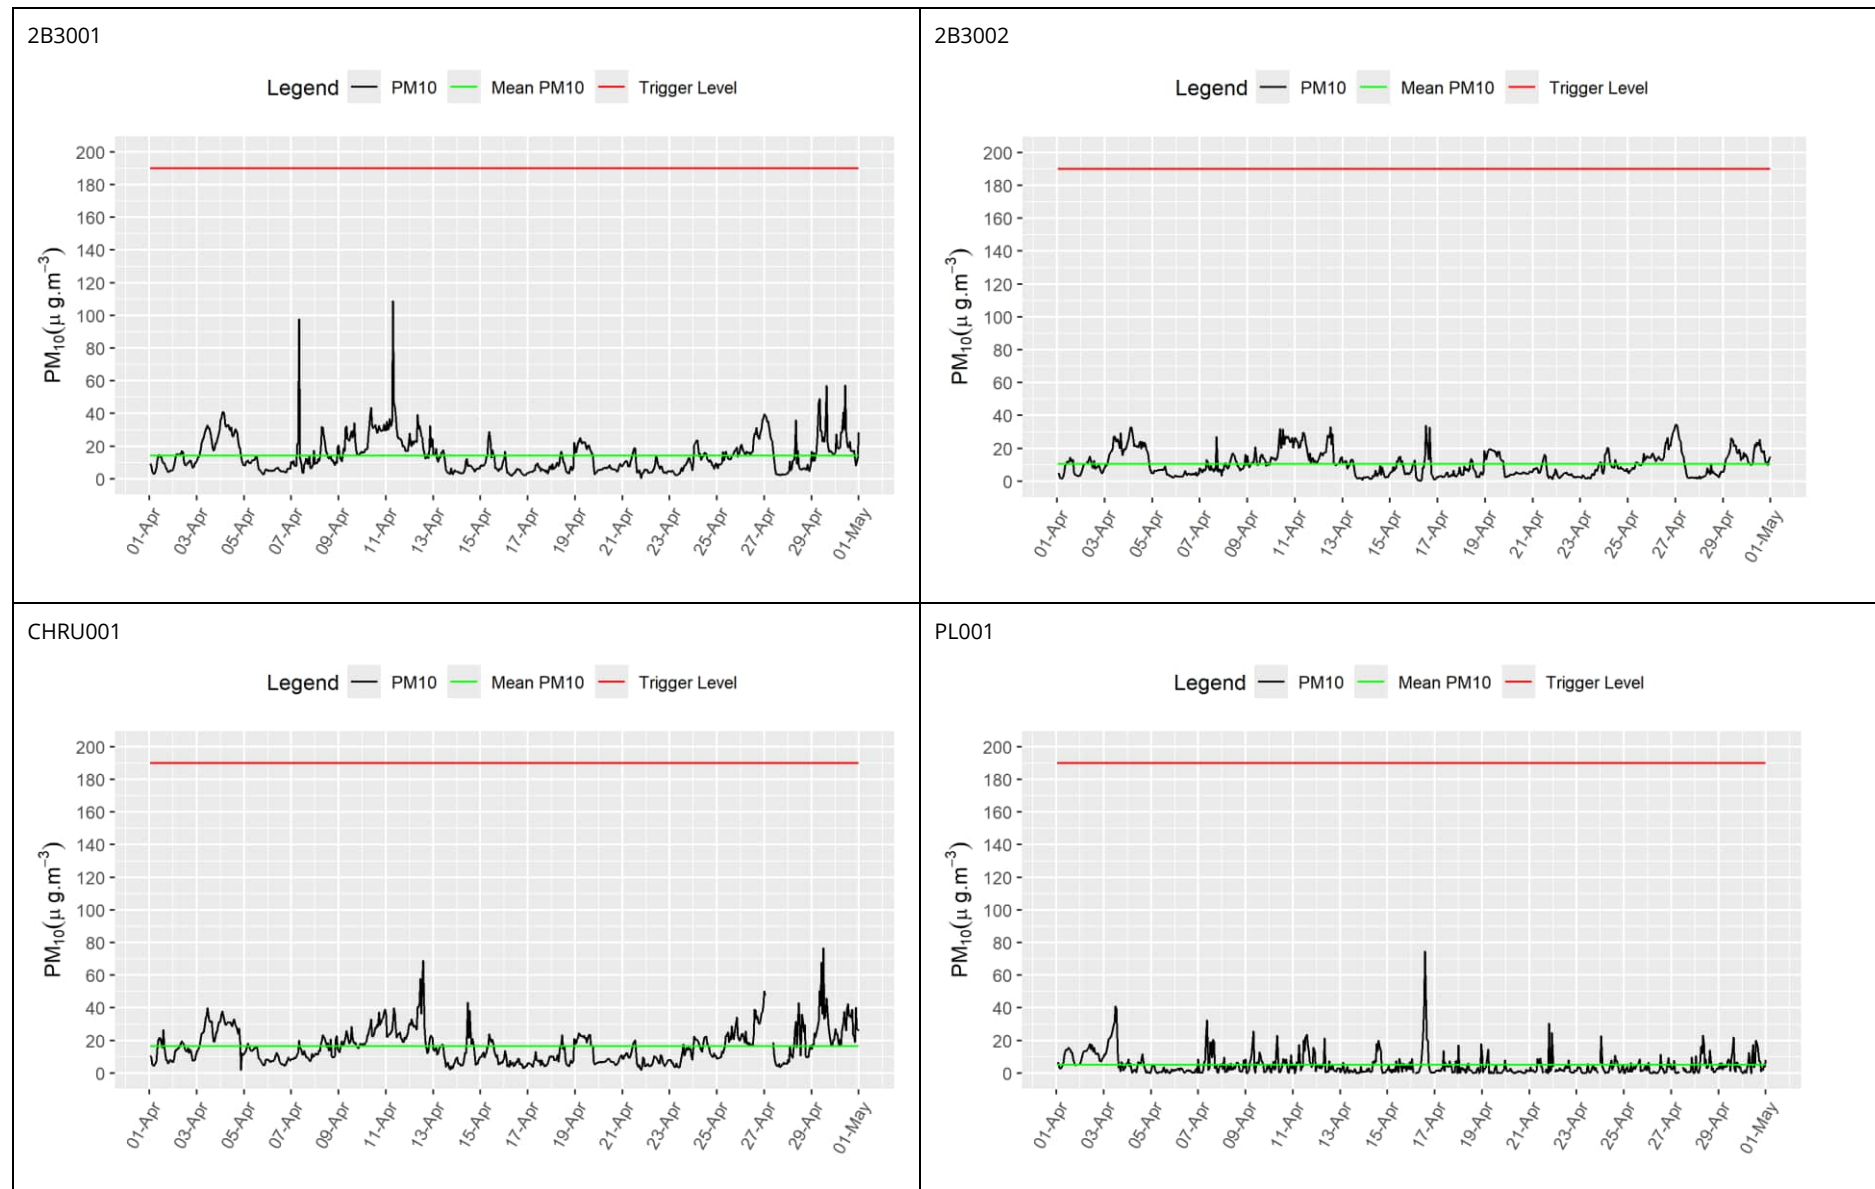 2B3001
Legend PM10 Mean PM10 Trigger Level
PM₁₀(μ g.m⁻³)
200
180
160
140
120
100
80
60
40
20
0
01-Apr 03-Apr 05-Apr 07-Apr 09-Apr 11-Apr 13-Apr 15-Apr 17-Apr 19-Apr 21-Apr 23-Apr 25-Apr 27-Apr 29-Apr 01-May
2B3002
Legend PM10 Mean PM10 Trigger Level
PM₁₀(μ g.m⁻³)
200
180
160
140
120
100
80
60
40
20
0
01-Apr 03-Apr 05-Apr 07-Apr 09-Apr 11-Apr 13-Apr 15-Apr 17-Apr 19-Apr 21-Apr 23-Apr 25-Apr 27-Apr 29-Apr 01-May
CHRU001
Legend PM10 Mean PM10 Trigger Level
PM₁₀(μ g.m⁻³)
200
180
160
140
120
100
80
60
40
20
0
01-Apr 03-Apr 05-Apr 07-Apr 09-Apr 11-Apr 13-Apr 15-Apr 17-Apr 19-Apr 21-Apr 23-Apr 25-Apr 27-Apr 29-Apr 01-May
PL001
Legend PM10 Mean PM10 Trigger Level
PM₁₀(μ g.m⁻³)
200
180
160
140
120
100
80
60
40
20
0
01-Apr 03-Apr 05-Apr 07-Apr 09-Apr 11-Apr 13-Apr 15-Apr 17-Apr 19-Apr 21-Apr 23-Apr 25-Apr 27-Apr 29-Apr 01-May